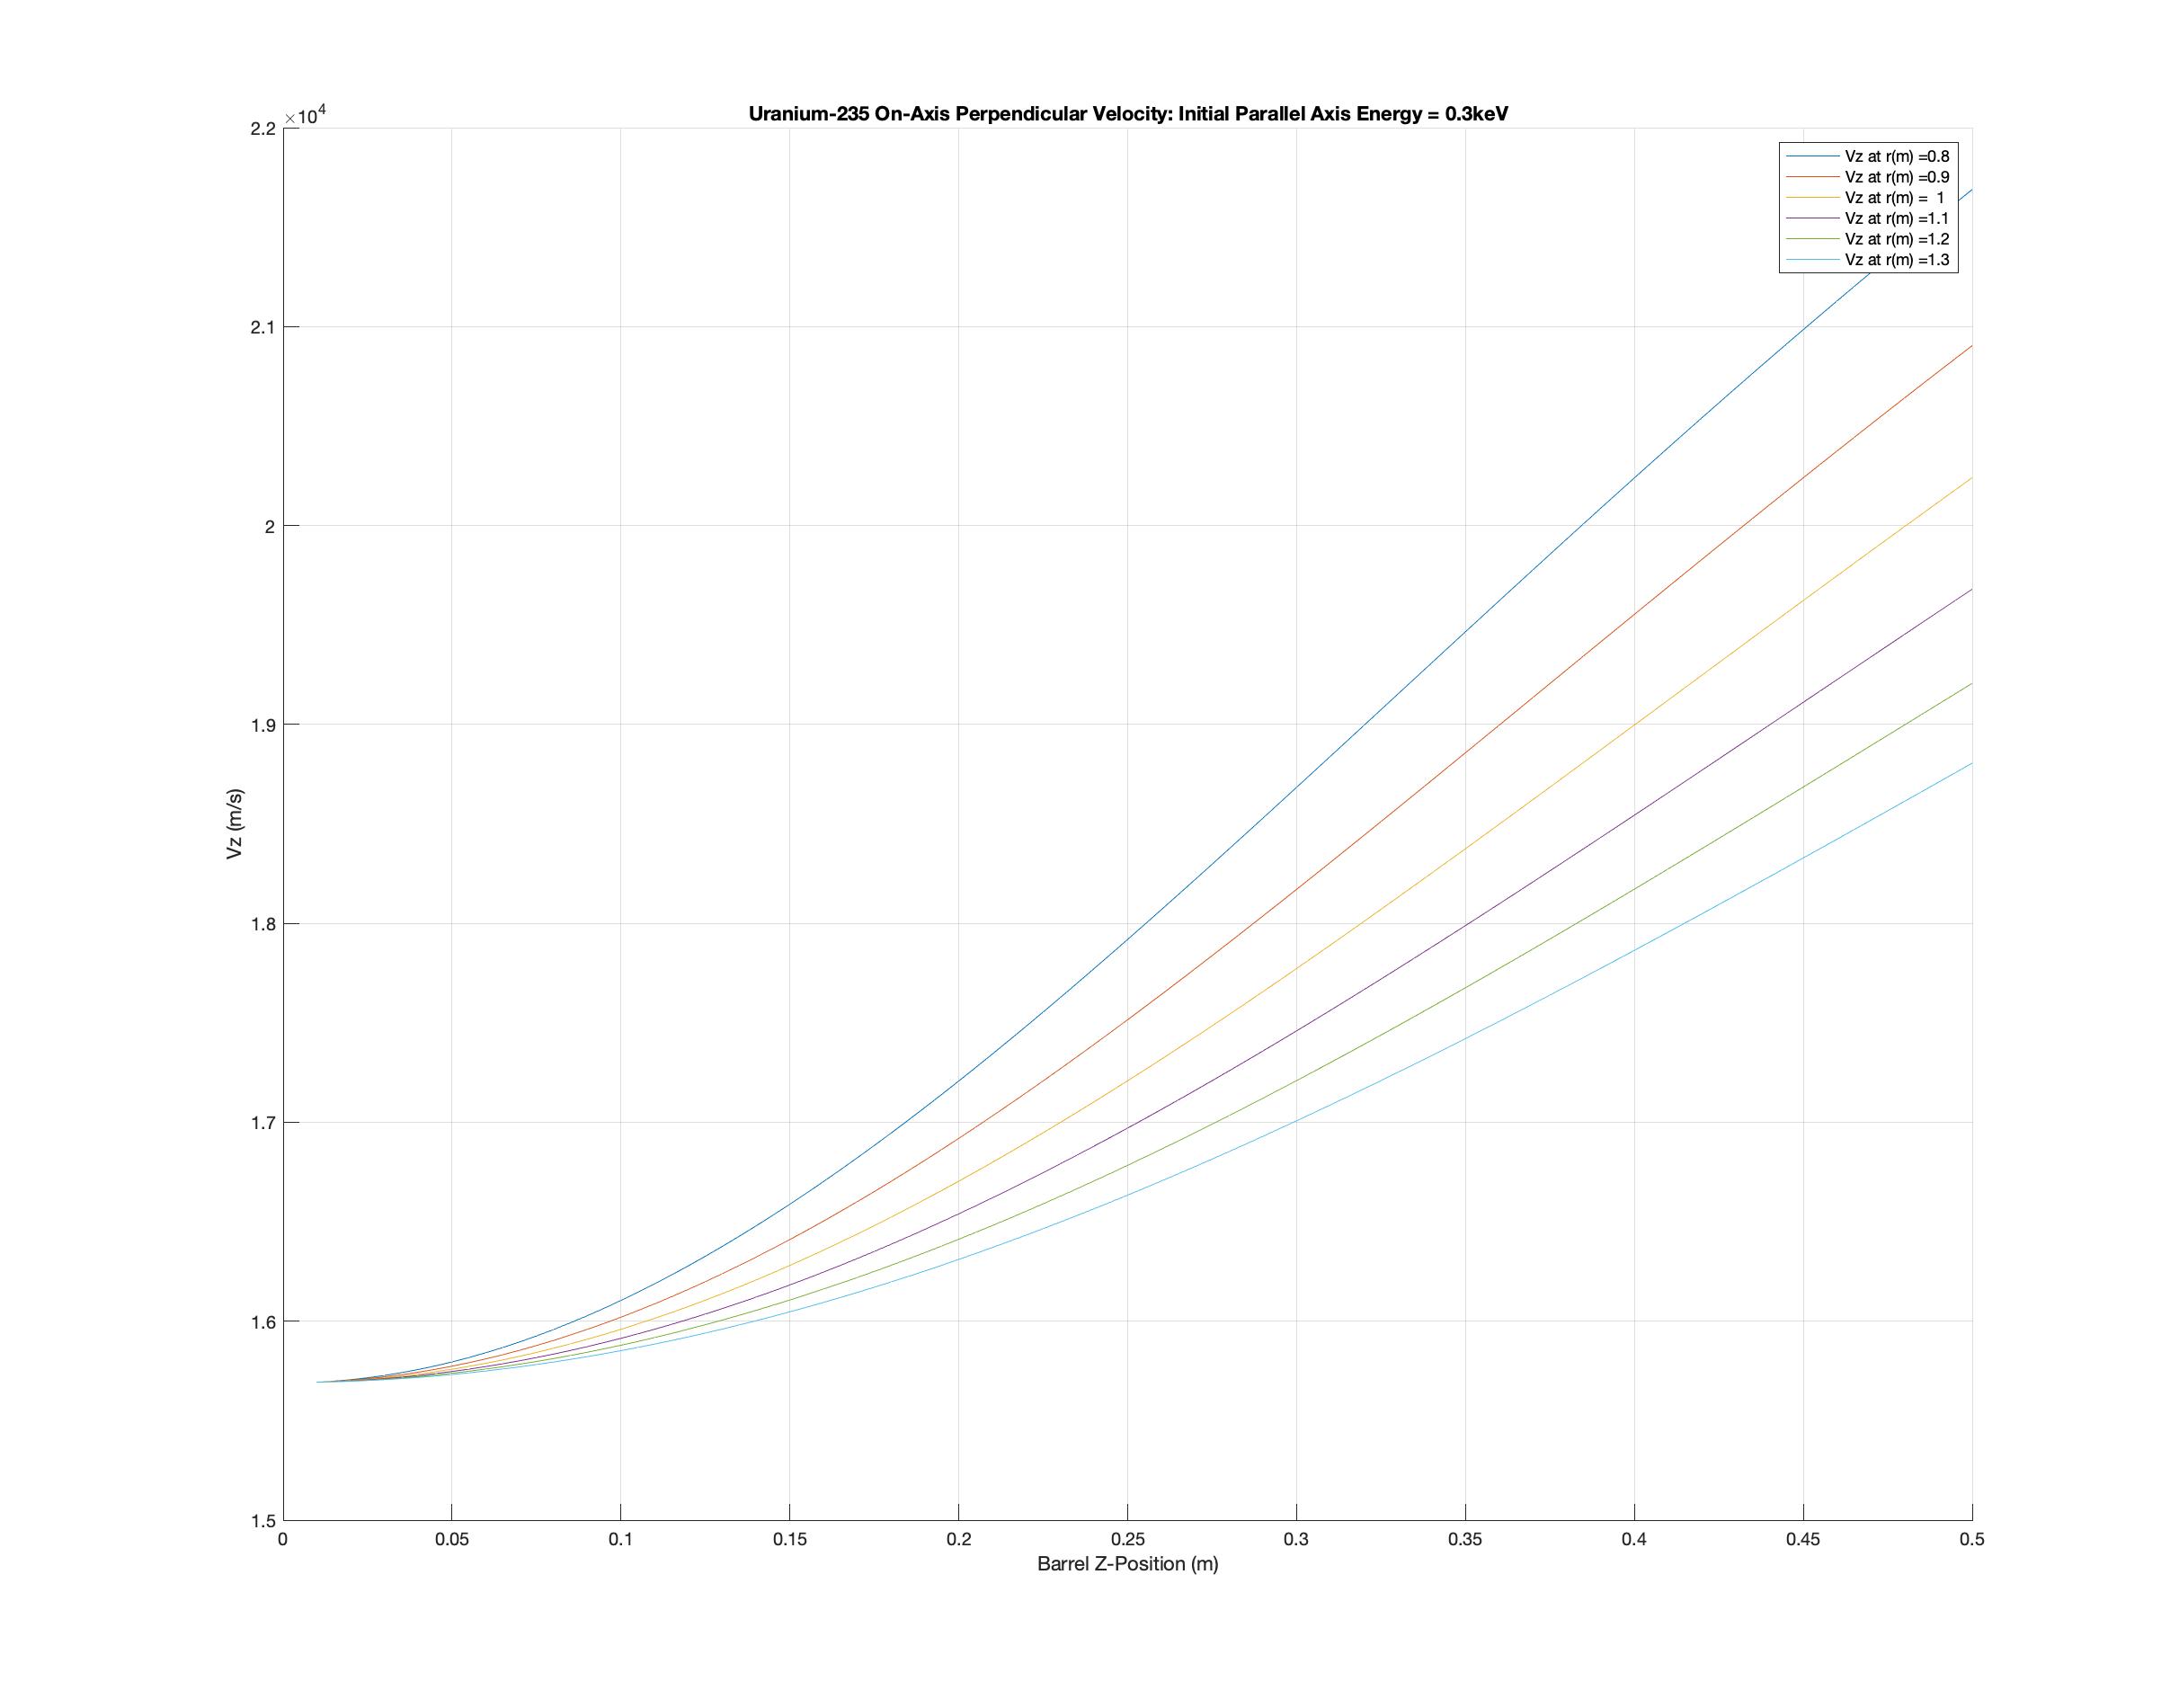 Uranium-235 On-Axis Perpendicular Velocity: Initial Parallel Axis Energy = 0.3keV
×10^4
2.2
2.1
2
1.9
1.8
1.7
1.6
1.5
Vz (m/s)
Vz at r(m) =0.8
Vz at r(m) =0.9
Vz at r(m) =  1
Vz at r(m) =1.1
Vz at r(m) =1.2
Vz at r(m) =1.3
0 0.05 0.1 0.15 0.2 0.25 0.3 0.35 0.4 0.45 0.5
Barrel Z-Position (m)